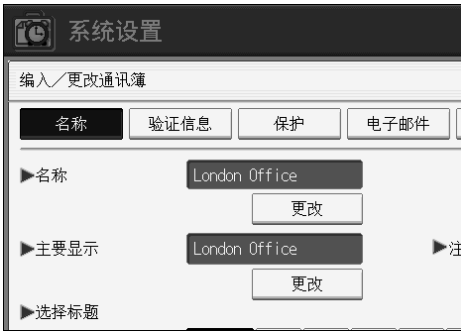 系统设置
编入／更改通讯簿
名称 验证信息 保护 电子邮件
▶名称 London Office
更改
▶主要显示 London Office ▶注
更改
▶选择标题